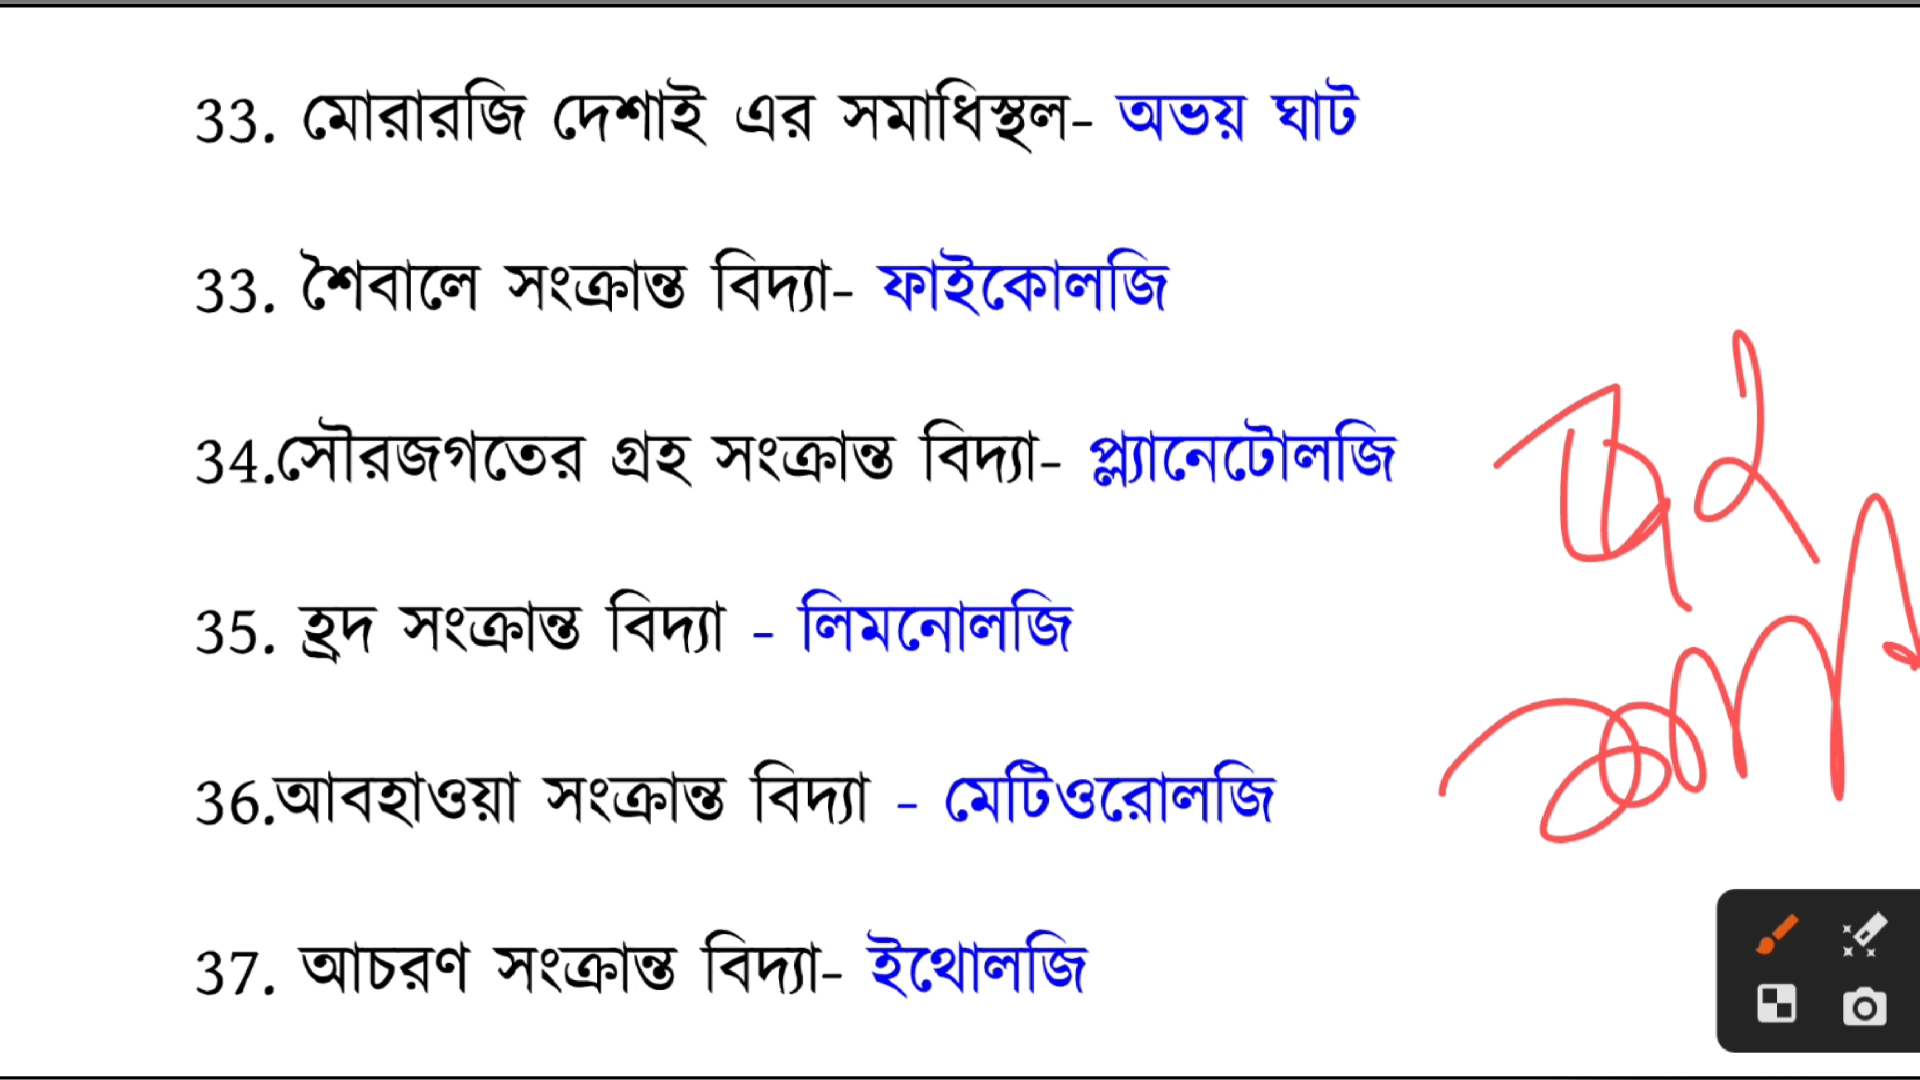 33. মোরারজি দেশাই এর সমাধিস্থল- অভয় ঘাট
33. শৈবালে সংক্রান্ত বিদ্যা- ফাইকোলজি
34.সৌরজগতের গ্রহ সংক্রান্ত বিদ্যা- প্ল্যানেটোলজি
35. হ্রদ সংক্রান্ত বিদ্যা - লিমনোলজি
36.আবহাওয়া সংক্রান্ত বিদ্যা - মেটিওরোলজি
37. আচরণ সংক্রান্ত বিদ্যা- ইথোলজি